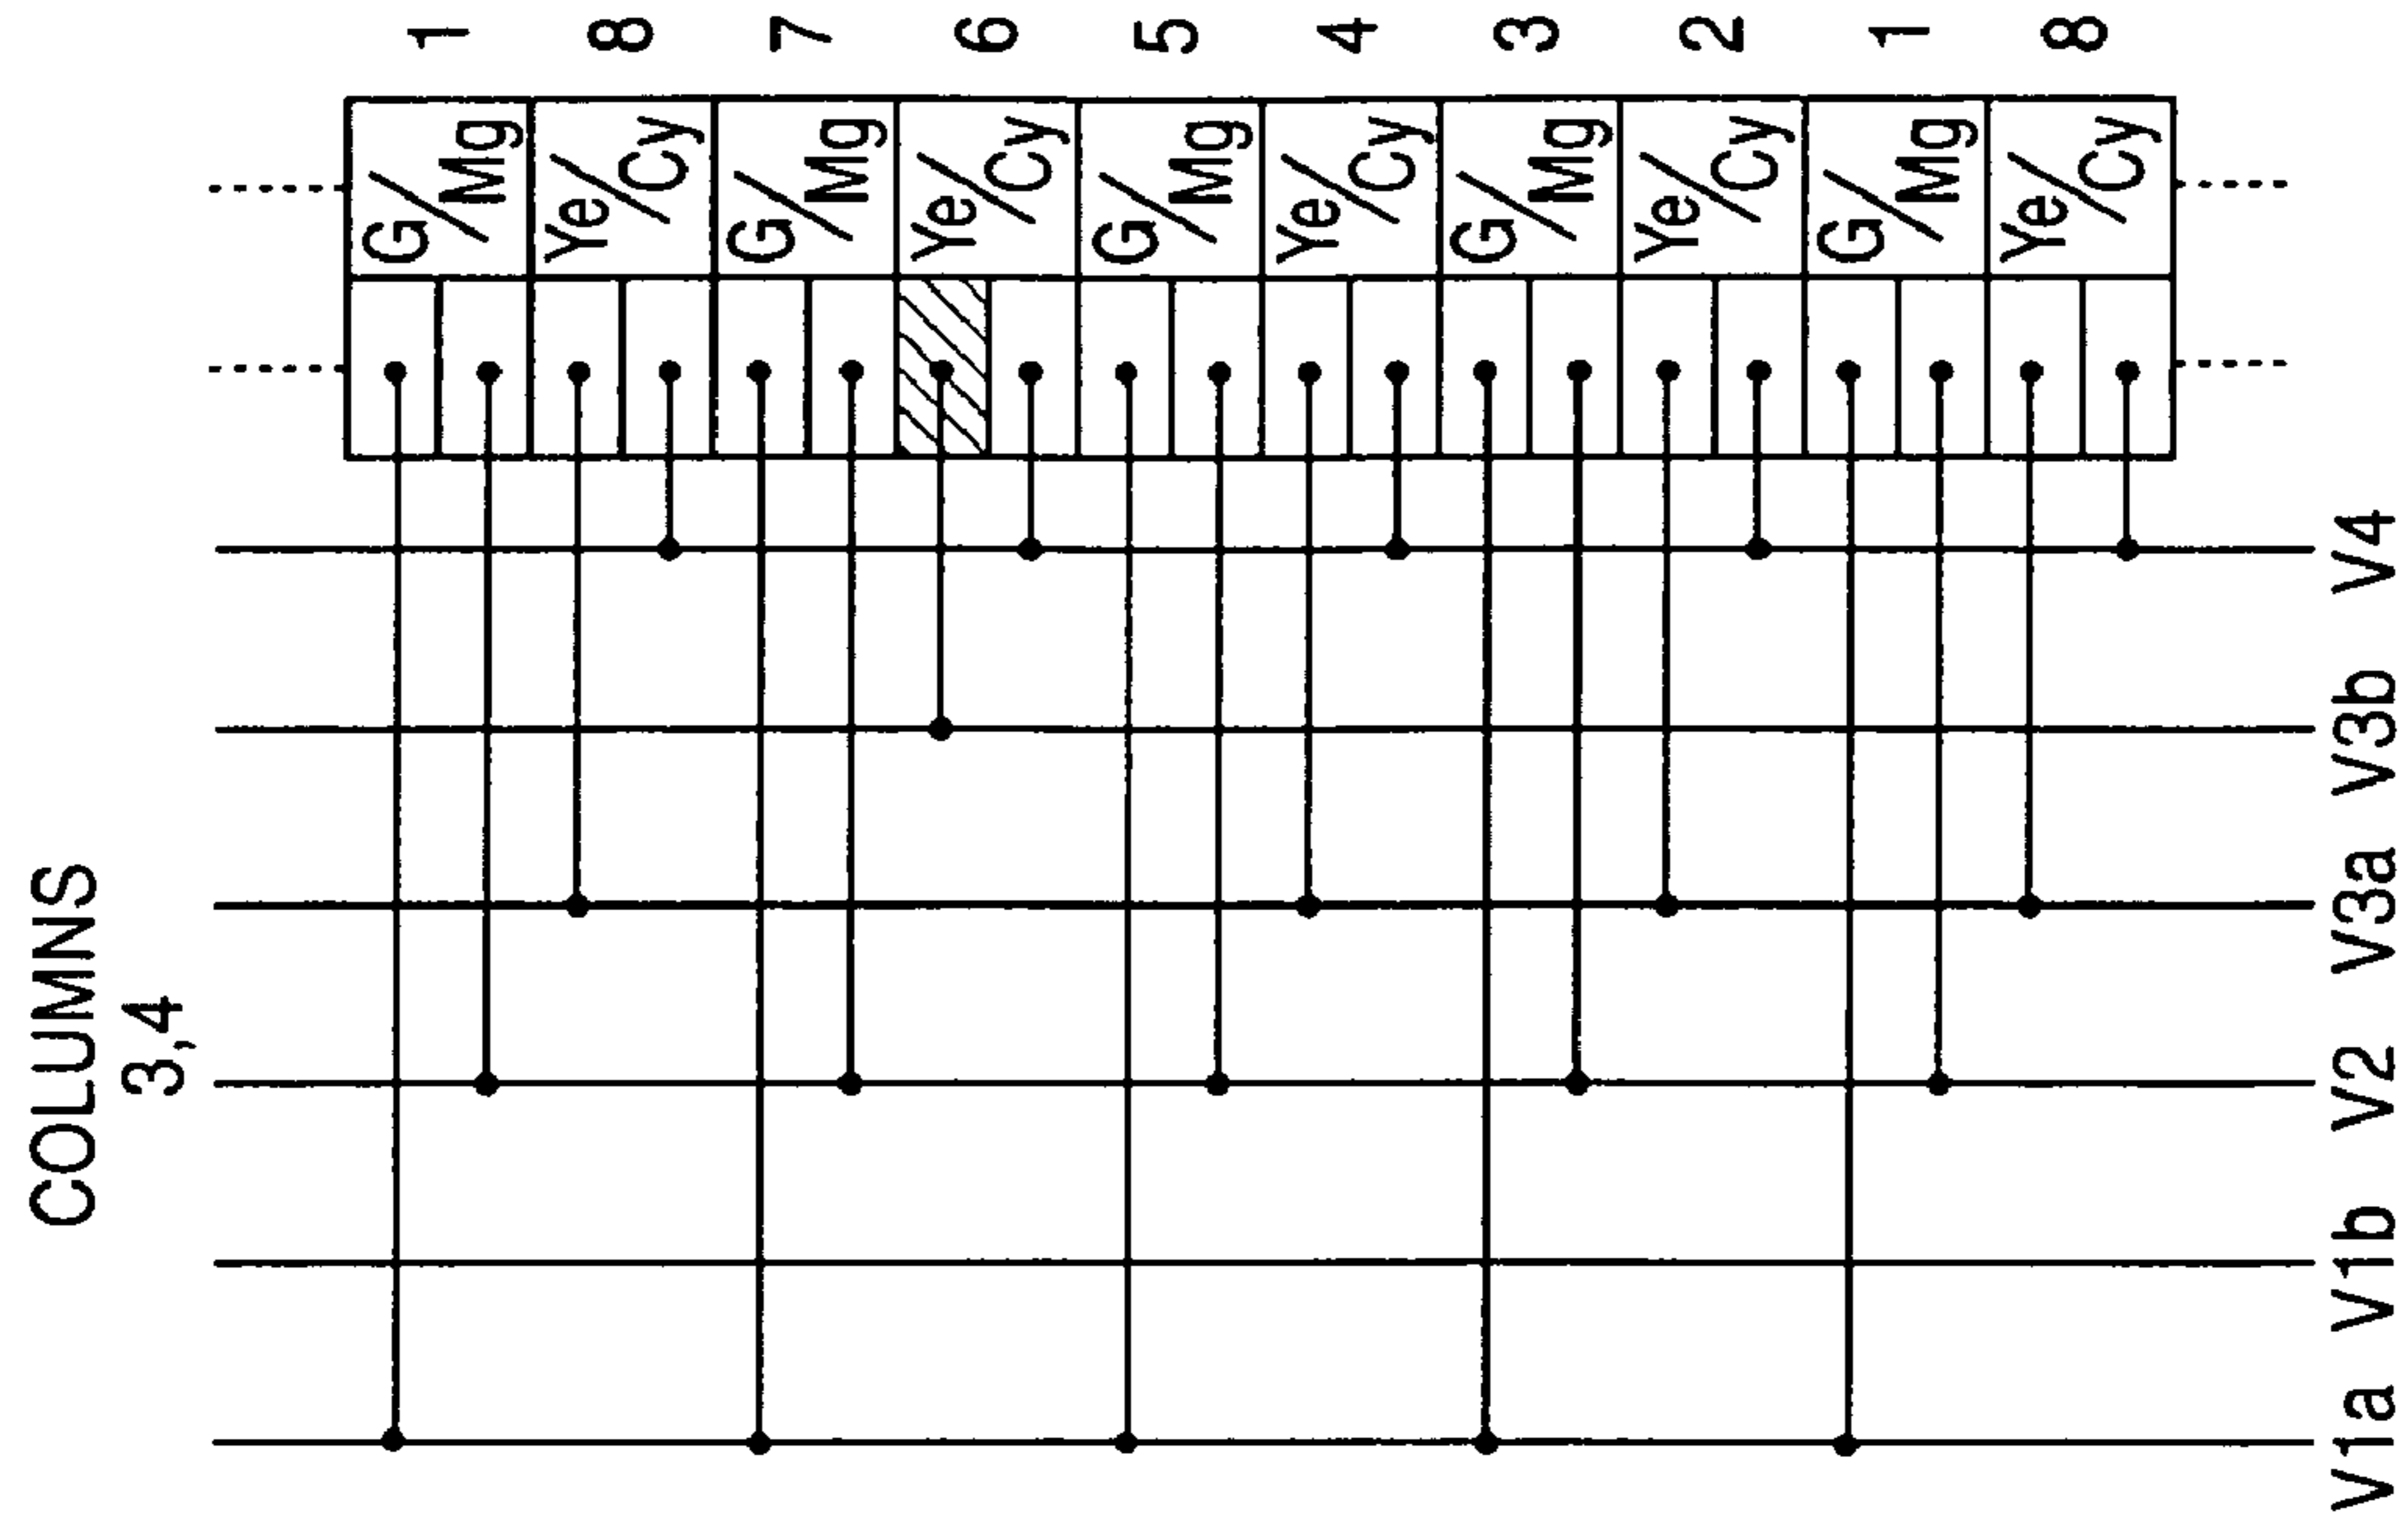 COLUMNS
3,4
1
8
7
6
5
4
3
2
1
8
G/Mg
Ye/Cy
G/Mg
Ye/Cy
G/Mg
Ye/Cy
G/Mg
Ye/Cy
G/Mg
Ye/Cy
V1a V1b V2 V3a V3b V4